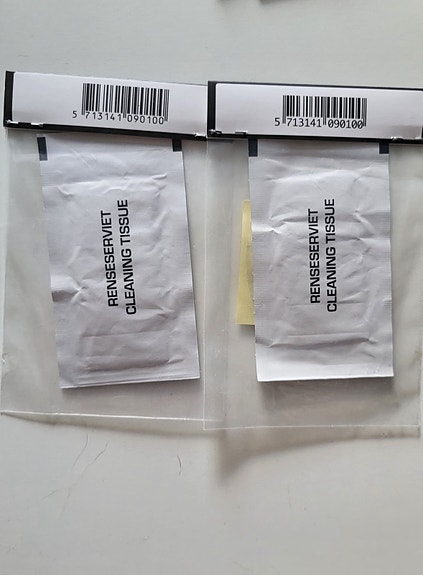 5 713141 090100
5 713141 090100
RENSESERVIET
CLEANING TISSUE
RENSESERVIET
CLEANING TISSUE